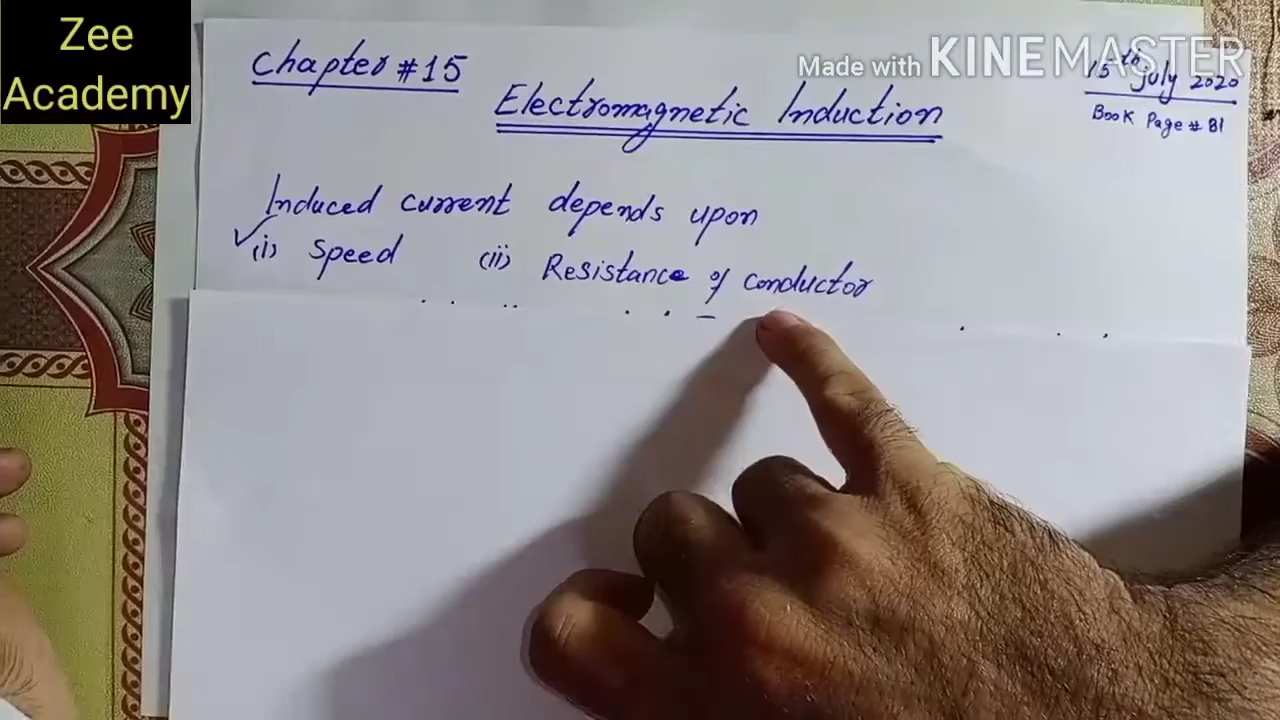 Zee
Academy
Made with KINEMASTER
Chapter #15
15th July 2020
Electromagnetic Induction
Book Page # 81
Induced current depends upon
✓(i) Speed (ii) Resistance of conductor